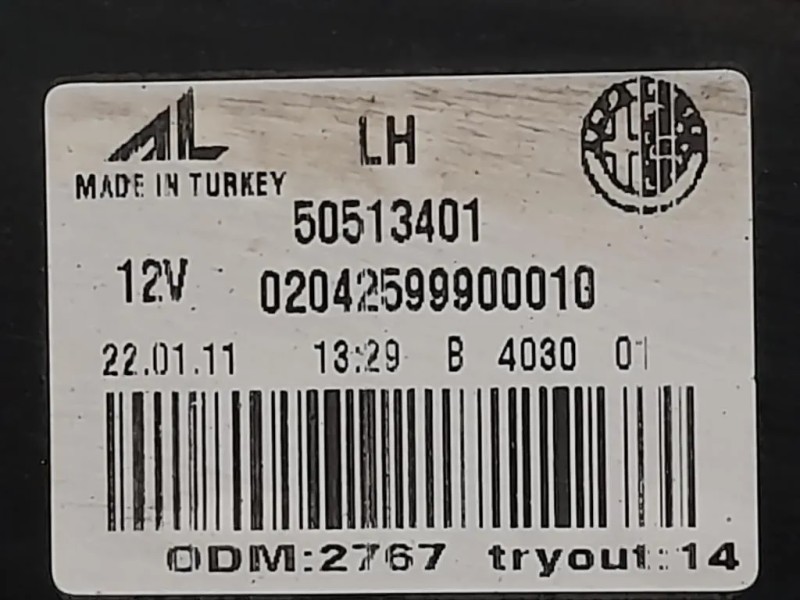 AL LH
MADE IN TURKEY
50513401
12V 02042599900010
22.01.11 13:29 B 4030 01
ODM:2767 tryout:14